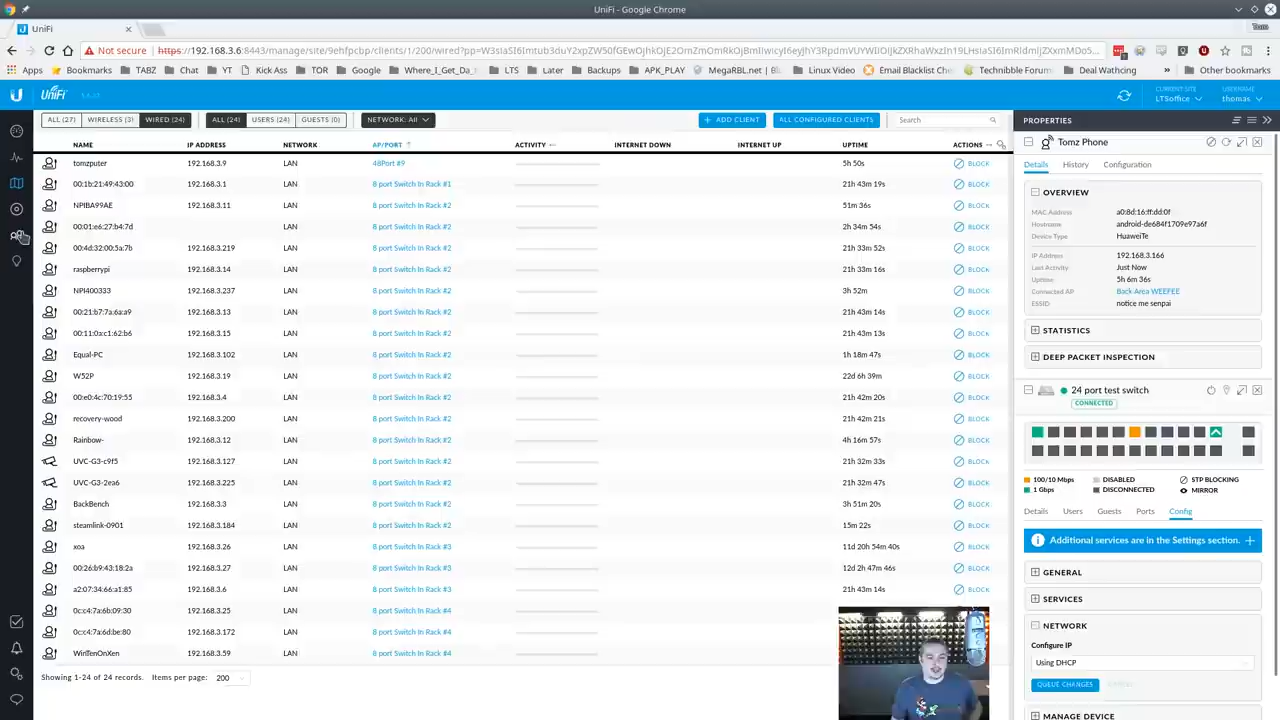 UniFi - Google Chrome
UniFi
Tom
Not secure
192.168.3.6:8443/manage/site/9ehfpcbp/clients/1/200/wired
Apps Bookmarks TABZ Chat YT Kick Ass TOR Google Where_I_Get_Da_ LTS Later Backups APK_PLAY MegaRBL.net | Linux Video Email Blacklist Chec Technibble Forum Deal Wathcing Other bookmarks
UniFi
CURRENT SITE
LTSoffice
USERNAME
thomas
ALL (27) WIRELESS (3) WIRED (24) ALL (24) USERS (24) GUESTS (0) NETWORK: All + ADD CLIENT ALL CONFIGURED CLIENTS Search
NAME IP ADDRESS NETWORK AP/PORT ACTIVITY INTERNET DOWN INTERNET UP UPTIME ACTIONS
tomzputer 192.168.3.9 LAN 48Port #9 5h 50s BLOCK
00:1b:21:49:43:00 192.168.3.1 LAN 8 port Switch In Rack #1 21h 43m 19s BLOCK
NPIBA99AE 192.168.3.11 LAN 8 port Switch In Rack #2 51m 36s BLOCK
00:01:e6:27:b4:7d LAN 8 port Switch In Rack #2 2h 34m 54s BLOCK
00:4d:32:00:5a:7b 192.168.3.219 LAN 8 port Switch In Rack #2 21h 33m 52s BLOCK
raspberrypi 192.168.3.14 LAN 8 port Switch In Rack #2 21h 33m 16s BLOCK
NPI400333 192.168.3.237 LAN 8 port Switch In Rack #2 3h 52m BLOCK
00:21:b7:7a:6a:a9 192.168.3.13 LAN 8 port Switch In Rack #2 21h 43m 14s BLOCK
00:11:0a:c1:62:b6 192.168.3.15 LAN 8 port Switch In Rack #2 21h 43m 13s BLOCK
Equal-PC 192.168.3.102 LAN 8 port Switch In Rack #2 1h 18m 47s BLOCK
W52P 192.168.3.19 LAN 8 port Switch In Rack #2 22d 6h 39m BLOCK
00:e0:4c:70:19:55 192.168.3.4 LAN 8 port Switch In Rack #2 21h 42m 20s BLOCK
recovery-wood 192.168.3.200 LAN 8 port Switch In Rack #2 21h 42m 21s BLOCK
Rainbow- 192.168.3.12 LAN 8 port Switch In Rack #2 4h 16m 57s BLOCK
UVC-G3-c9f5 192.168.3.127 LAN 8 port Switch In Rack #2 21h 32m 33s BLOCK
UVC-G3-2ea6 192.168.3.225 LAN 8 port Switch In Rack #2 21h 32m 47s BLOCK
BackBench 192.168.3.3 LAN 8 port Switch In Rack #2 3h 51m 20s BLOCK
steamlink-0901 192.168.3.184 LAN 8 port Switch In Rack #2 15m 22s BLOCK
xoa 192.168.3.26 LAN 8 port Switch In Rack #3 11d 20h 54m 40s BLOCK
00:26:b9:43:18:2a 192.168.3.27 LAN 8 port Switch In Rack #3 12d 2h 47m 46s BLOCK
a2:07:34:66:a1:85 192.168.3.6 LAN 8 port Switch In Rack #3 21h 43m 14s BLOCK
0c:c4:7a:6b:09:30 192.168.3.25 LAN 8 port Switch In Rack #4
0c:c4:7a:6d:be:80 192.168.3.172 LAN 8 port Switch In Rack #4
WinTenOnXen 192.168.3.59 LAN 8 port Switch In Rack #4
Showing 1-24 of 24 records. Items per page: 200
PROPERTIES
Tomz Phone
Details History Configuration
OVERVIEW
MAC Address a0:8d:16:ff:dd:0f
Hostname android-de684f1709e97a6f
Device Type HuaweiTe
IP Address 192.168.3.166
Last Activity Just Now
Uptime 5h 6m 36s
Connected AP Back Area WEEFEE
ESSID notice me senpai
STATISTICS
DEEP PACKET INSPECTION
24 port test switch
CONNECTED
100/10 Mbps DISABLED STP BLOCKING
1 Gbps DISCONNECTED MIRROR
Details Users Guests Ports Config
Additional services are in the Settings section.
GENERAL
SERVICES
NETWORK
Configure IP
Using DHCP
QUEUE CHANGES
MANAGE DEVICE